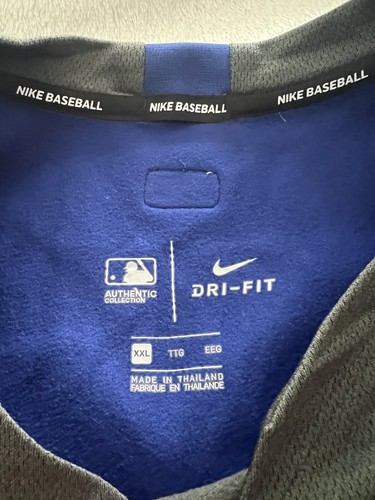 NIKE BASEBALL NIKE BASEBALL NIKE BASEBALL
AUTHENTIC
COLLECTION
DRI-FIT
XXL TTG EEG
MADE IN THAILAND
FABRIQUE EN THAILANDE